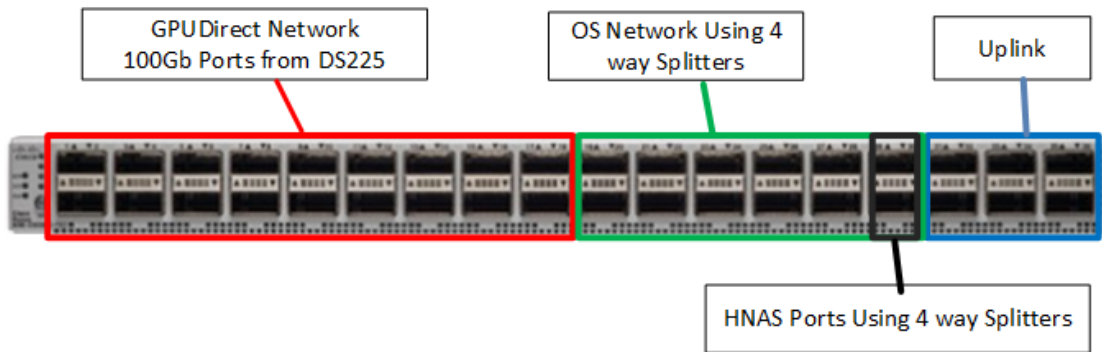 GPUDirect Network
100Gb Ports from DS225
OS Network Using 4
way Splitters
Uplink
HNAS Ports Using 4 way Splitters